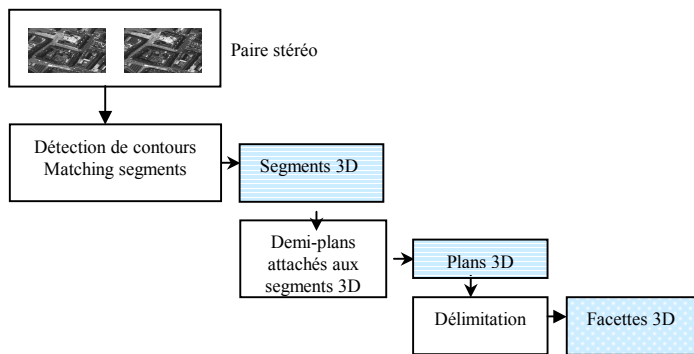 Paire stéréo
Détection de contours
Matching segments
Segments 3D
Demi-plans
attachés aux
segments 3D
Plans 3D
Délimitation
Facettes 3D